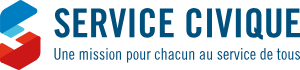 SERVICE CIVIQUE
Une mission pour chacun au service de tous